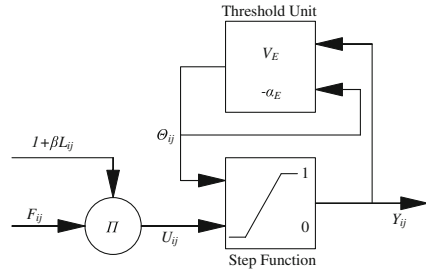 Threshold Unit
V_E
-α_E
Θ_ij
1+βL_ij
1
F_ij
Π
U_ij
0
Y_ij
Step Function